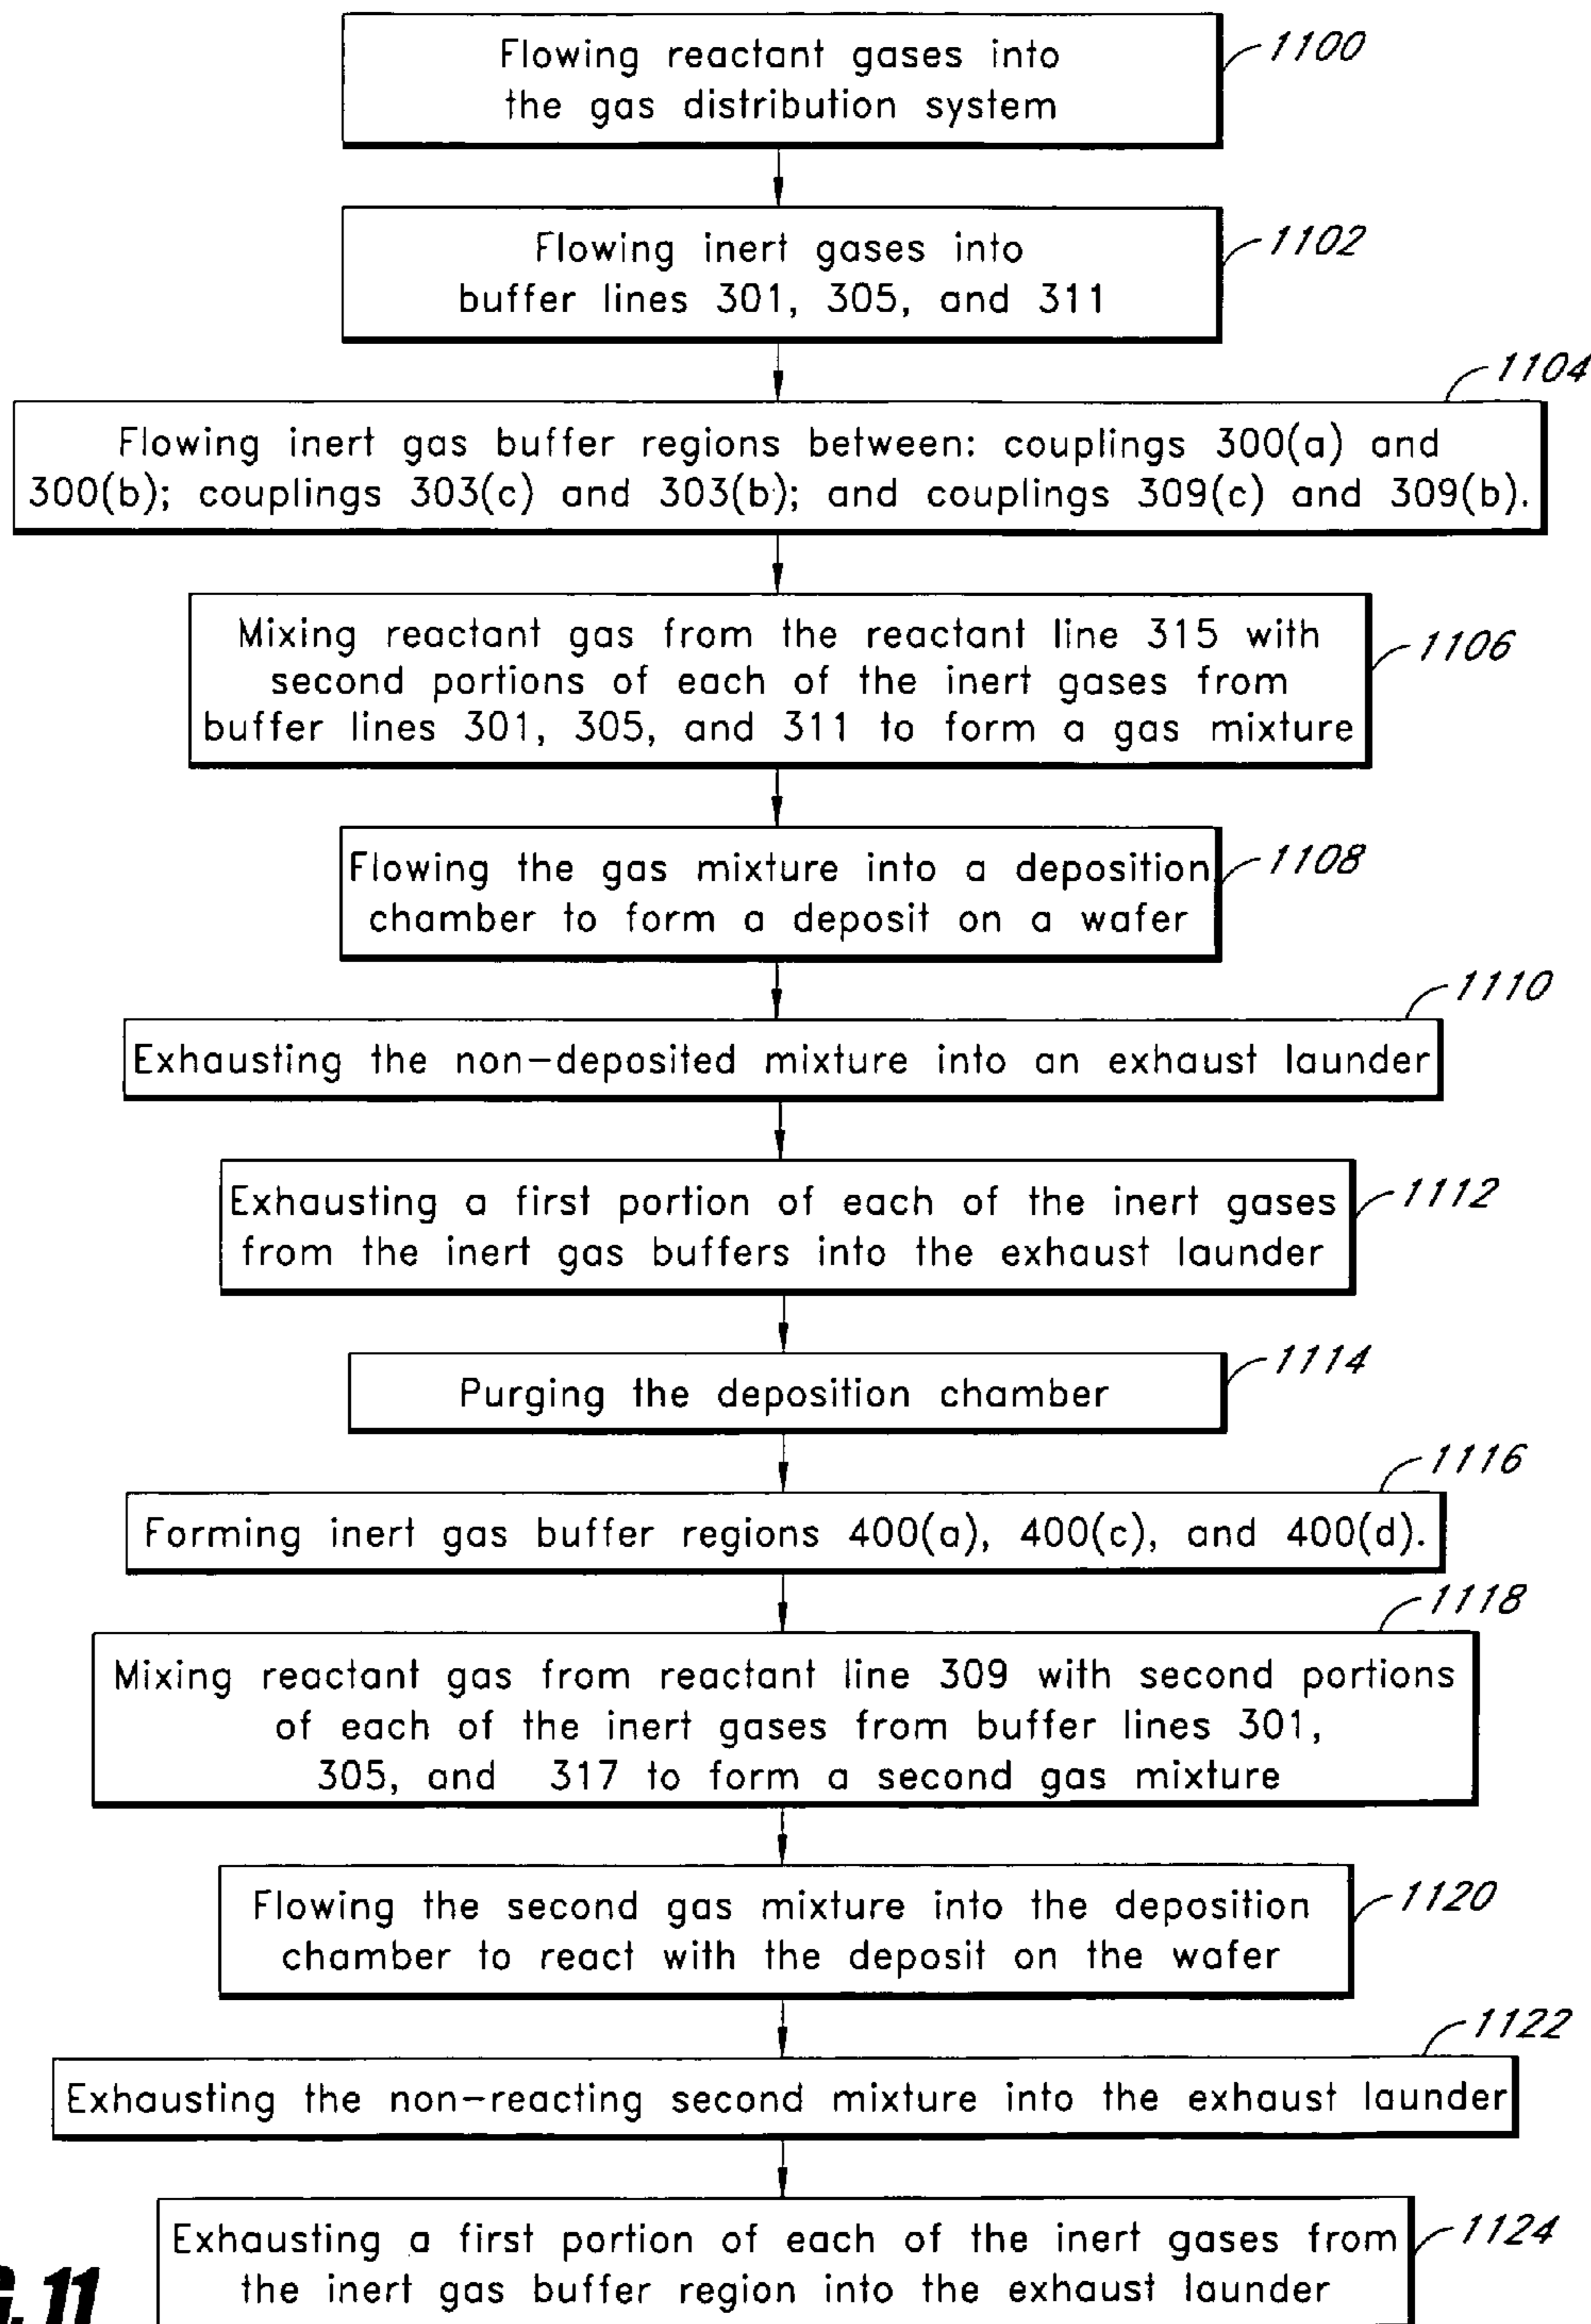 Flowing reactant gases into
the gas distribution system
1100
Flowing inert gases into
buffer lines 301, 305, and 311
1102
1104
Flowing inert gas buffer regions between: couplings 300(a) and
300(b); couplings 303(c) and 303(b); and couplings 309(c) and 309(b).
Mixing reactant gas from the reactant line 315 with
second portions of each of the inert gases from
buffer lines 301, 305, and 311 to form a gas mixture
1106
Flowing the gas mixture into a deposition
chamber to form a deposit on a wafer
1108
1110
Exhausting the non-deposited mixture into an exhaust launder
Exhausting a first portion of each of the inert gases
from the inert gas buffers into the exhaust launder
1112
Purging the deposition chamber
1114
1116
Forming inert gas buffer regions 400(a), 400(c), and 400(d).
1118
Mixing reactant gas from reactant line 309 with second portions
of each of the inert gases from buffer lines 301,
305, and 317 to form a second gas mixture
Flowing the second gas mixture into the deposition
chamber to react with the deposit on the wafer
1120
1122
Exhausting the non-reacting second mixture into the exhaust launder
Exhausting a first portion of each of the inert gases from
the inert gas buffer region into the exhaust launder
1124
G. 11